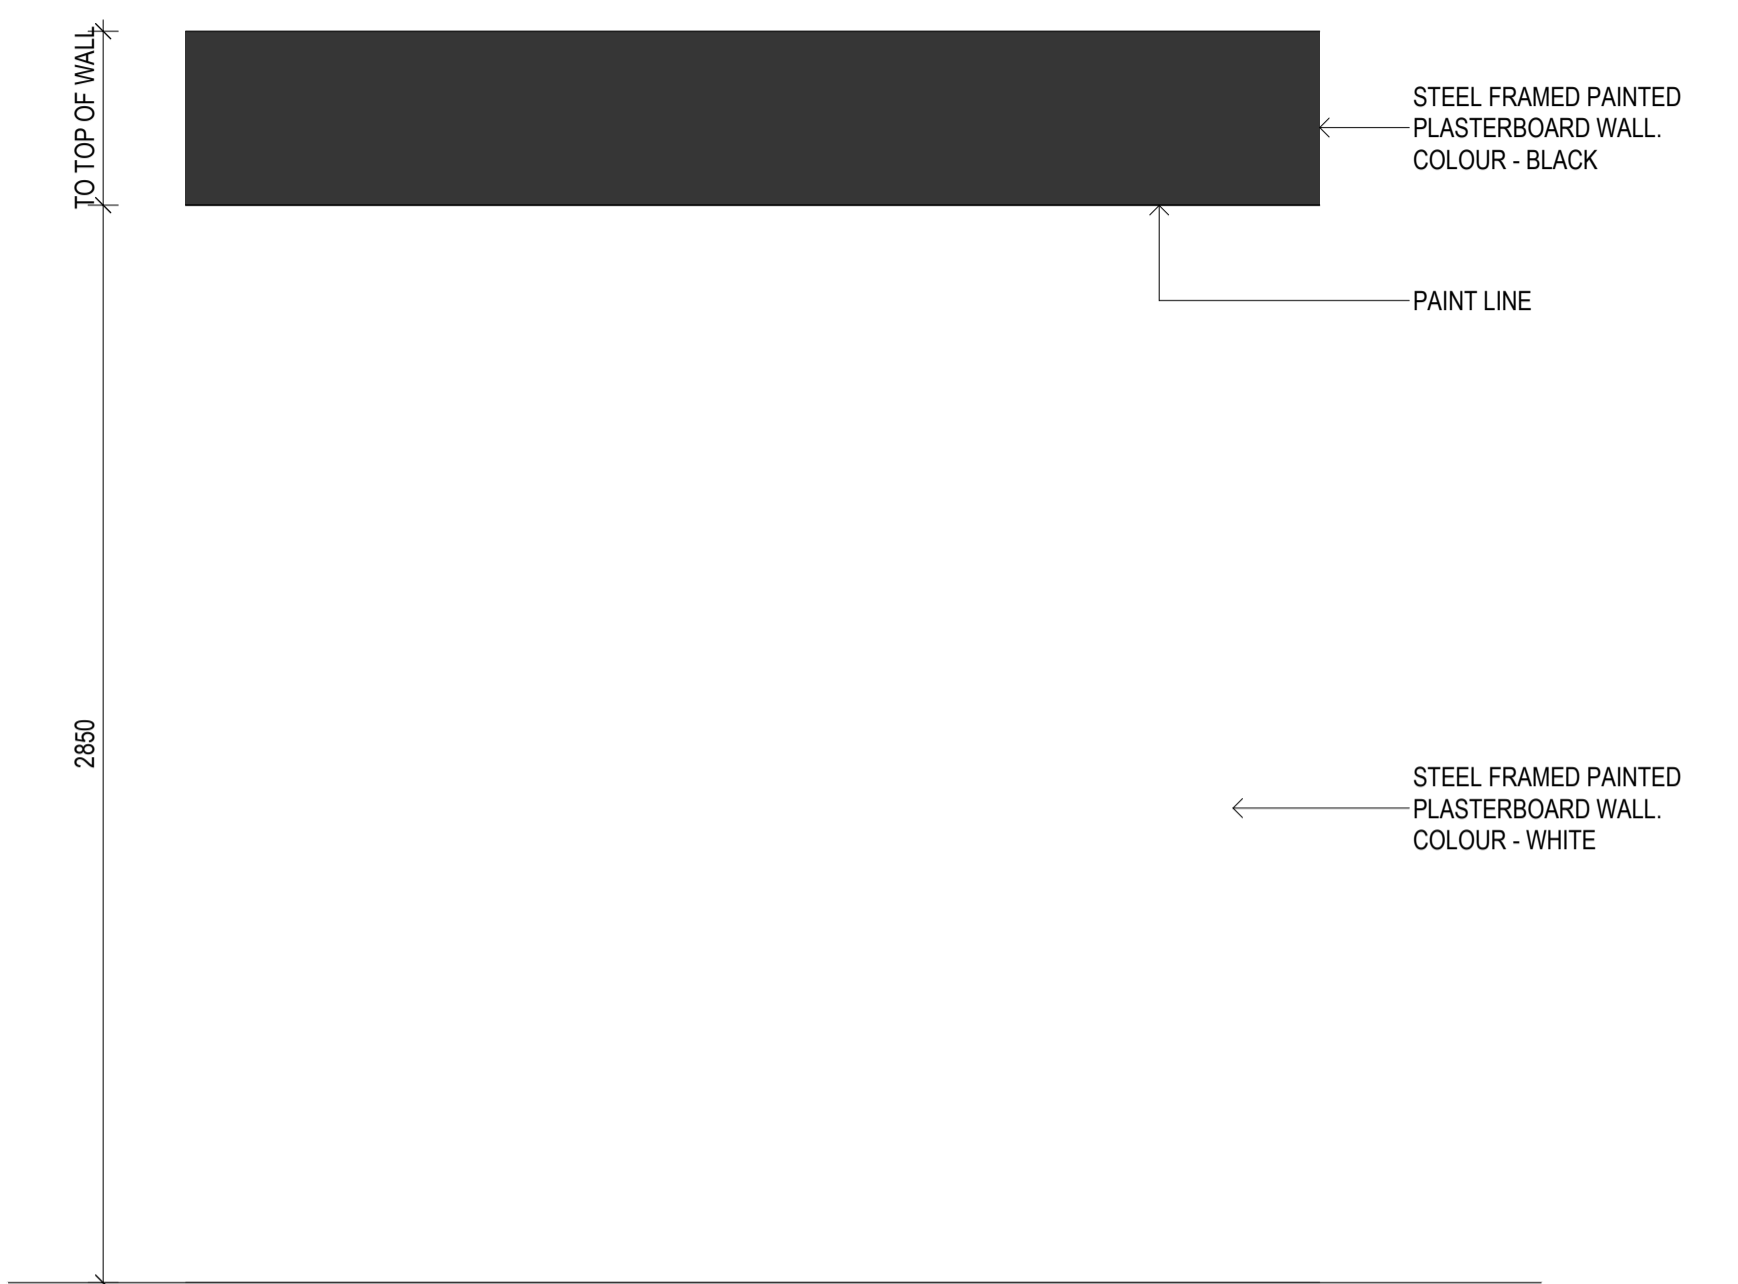 TO TOP OF WALL
STEEL FRAMED PAINTED
PLASTERBOARD WALL.
COLOUR - BLACK
PAINT LINE
2850
STEEL FRAMED PAINTED
PLASTERBOARD WALL.
COLOUR - WHITE